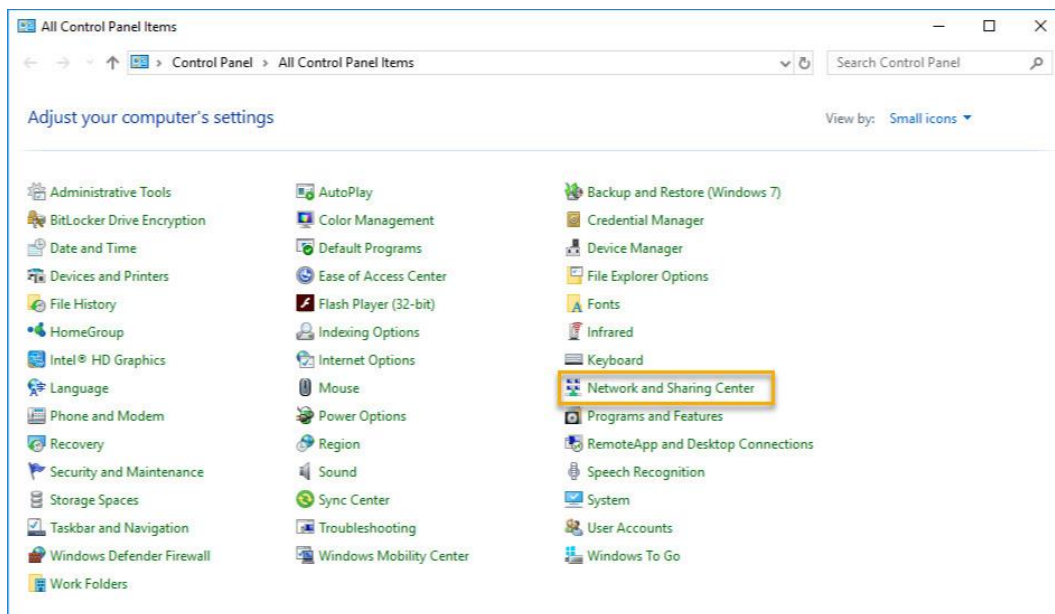 All Control Panel Items
Control Panel > All Control Panel Items
Search Control Panel
Adjust your computer's settings
View by: Small icons
Administrative Tools
AutoPlay
Backup and Restore (Windows 7)
BitLocker Drive Encryption
Color Management
Credential Manager
Date and Time
Default Programs
Device Manager
Devices and Printers
Ease of Access Center
File Explorer Options
File History
Flash Player (32-bit)
Fonts
HomeGroup
Indexing Options
Infrared
Intel® HD Graphics
Internet Options
Keyboard
Language
Mouse
Network and Sharing Center
Phone and Modem
Power Options
Programs and Features
Recovery
Region
RemoteApp and Desktop Connections
Security and Maintenance
Sound
Speech Recognition
Storage Spaces
Sync Center
System
Taskbar and Navigation
Troubleshooting
User Accounts
Windows Defender Firewall
Windows Mobility Center
Windows To Go
Work Folders